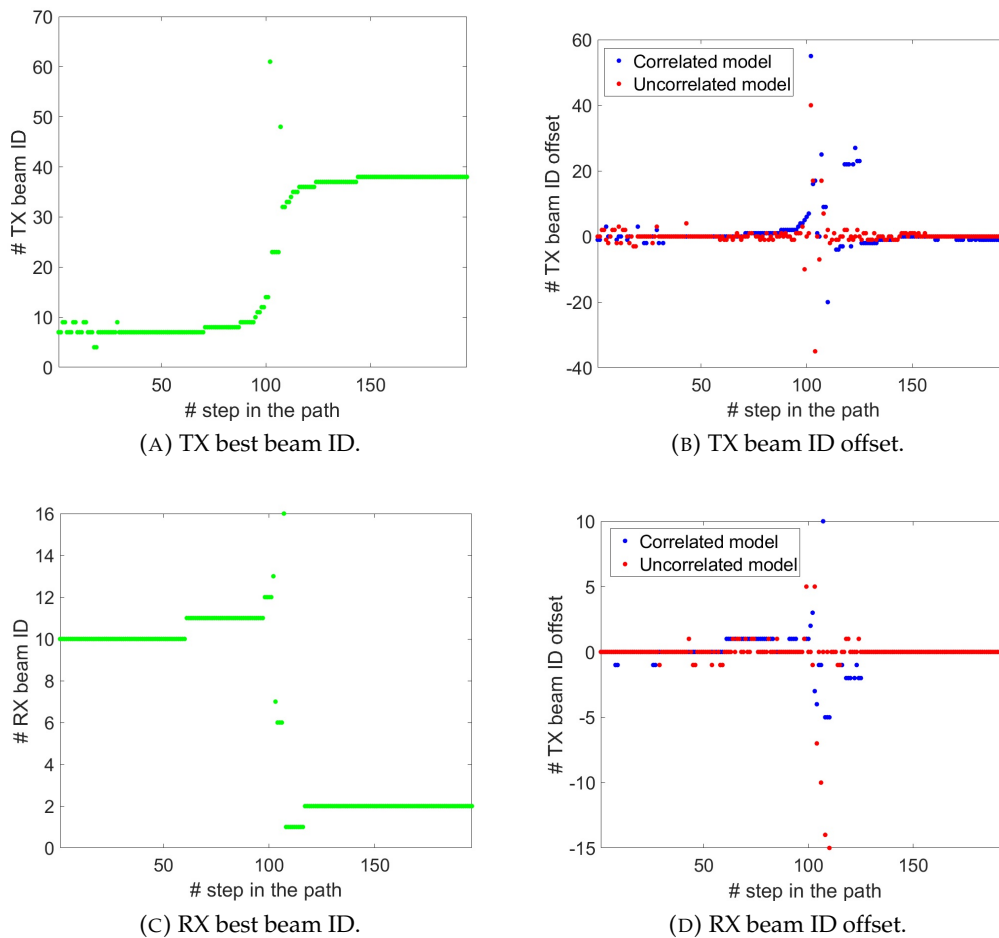 70
60
50
40
30
20
10
0
# TX beam ID
50
100
150
# step in the path
(A) TX best beam ID.
60
40
20
0
-20
-40
# TX beam ID offset
Correlated model
Uncorrelated model
50
100
150
# step in the path
(B) TX beam ID offset.
16
14
12
10
8
6
4
2
0
# RX beam ID
50
100
150
# step in the path
(C) RX best beam ID.
10
5
0
-5
-10
-15
# TX beam ID offset
Correlated model
Uncorrelated model
50
100
150
# step in the path
(D) RX beam ID offset.